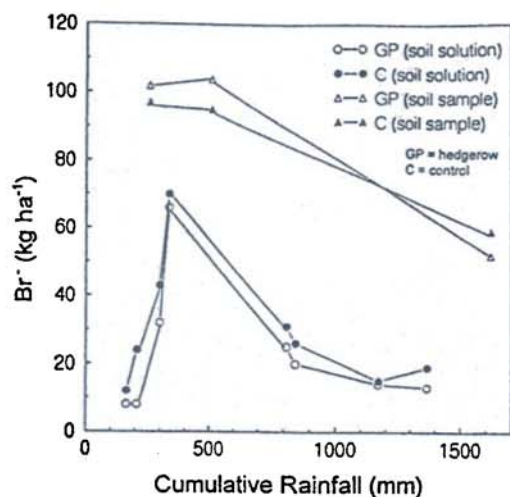 120
100
80
60
40
20
0
Br⁻ (kg ha⁻¹)
GP (soil solution)
C (soil solution)
GP (soil sample)
C (soil sample)
GP = hedgerow
C = control
0 500 1000 1500
Cumulative Rainfall (mm)